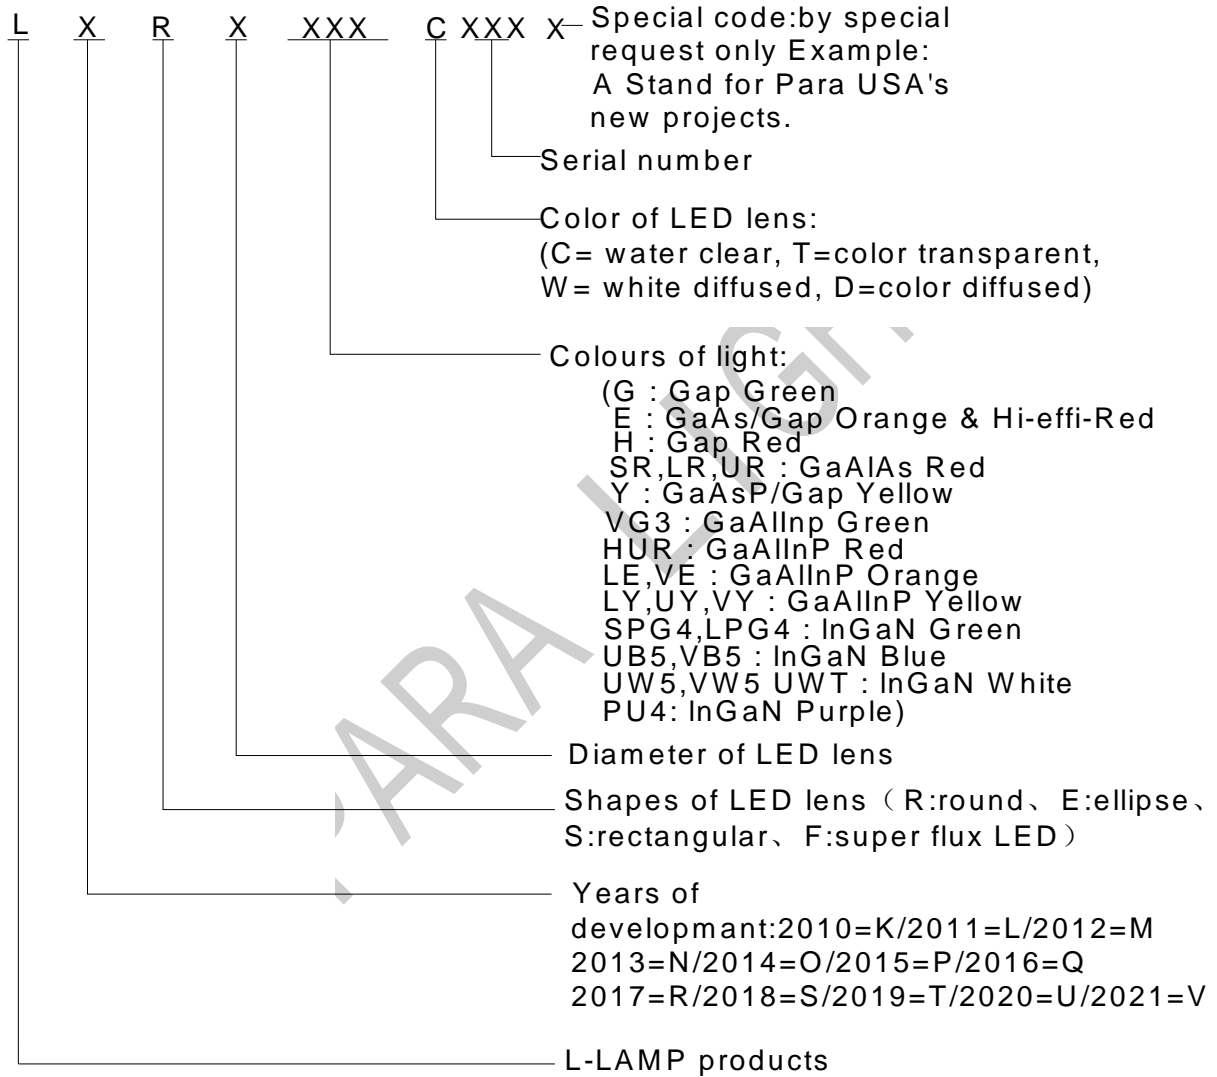 L X R X XXX C XXX X
Special code:by special
request only Example:
A Stand for Para USA's
new projects.
Serial number
Color of LED lens:
(C= water clear, T=color transparent,
W= white diffused, D=color diffused)
Colours of light:
(G : Gap Green
E : GaAs/Gap Orange & Hi-effi-Red
H : Gap Red
SR,LR,UR : GaAlAs Red
Y : GaAsP/Gap Yellow
VG3 : GaAlInp Green
HUR : GaAlInP Red
LE,VE : GaAlInP Orange
LY,UY,VY : GaAlInP Yellow
SPG4,LPG4 : InGaN Green
UB5,VB5 : InGaN Blue
UW5,VW5 UWT : InGaN White
PU4: InGaN Purple)
Diameter of LED lens
Shapes of LED lens（R:round、E:ellipse、
S:rectangular、F:super flux LED）
Years of
developmant:2010=K/2011=L/2012=M
2013=N/2014=O/2015=P/2016=Q
2017=R/2018=S/2019=T/2020=U/2021=V
L-LAMP products
PARA LIGH